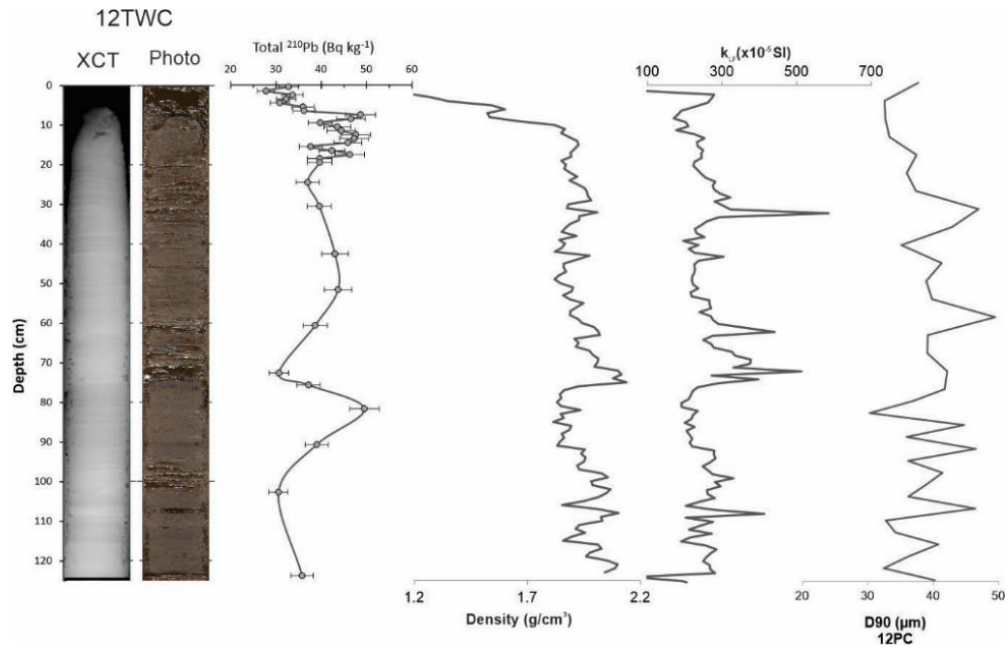 12TWC
XCT Photo
Total ²¹⁰Pb (Bq kg⁻¹)
20 30 40 50 60
kLF(x10⁻⁵SI)
100 300 500 700
Depth (cm)
0
10
20
30
40
50
60
70
80
90
100
110
120
1.2 1.7 2.2
Density (g/cm³)
20 30 40 50
D90 (µm)
12PC